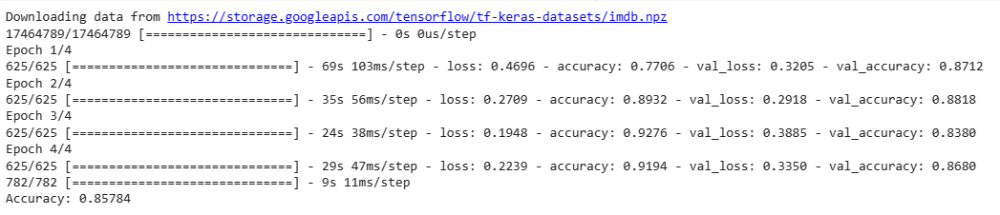 Downloading data from https://storage.googleapis.com/tensorflow/tf-keras-datasets/imdb.npz
17464789/17464789 [==============================] - 0s 0us/step
Epoch 1/4
625/625 [==============================] - 69s 103ms/step - loss: 0.4696 - accuracy: 0.7706 - val_loss: 0.3205 - val_accuracy: 0.8712
Epoch 2/4
625/625 [==============================] - 35s 56ms/step - loss: 0.2709 - accuracy: 0.8932 - val_loss: 0.2918 - val_accuracy: 0.8818
Epoch 3/4
625/625 [==============================] - 24s 38ms/step - loss: 0.1948 - accuracy: 0.9276 - val_loss: 0.3885 - val_accuracy: 0.8380
Epoch 4/4
625/625 [==============================] - 29s 47ms/step - loss: 0.2239 - accuracy: 0.9194 - val_loss: 0.3350 - val_accuracy: 0.8680
782/782 [==============================] - 9s 11ms/step
Accuracy: 0.85784